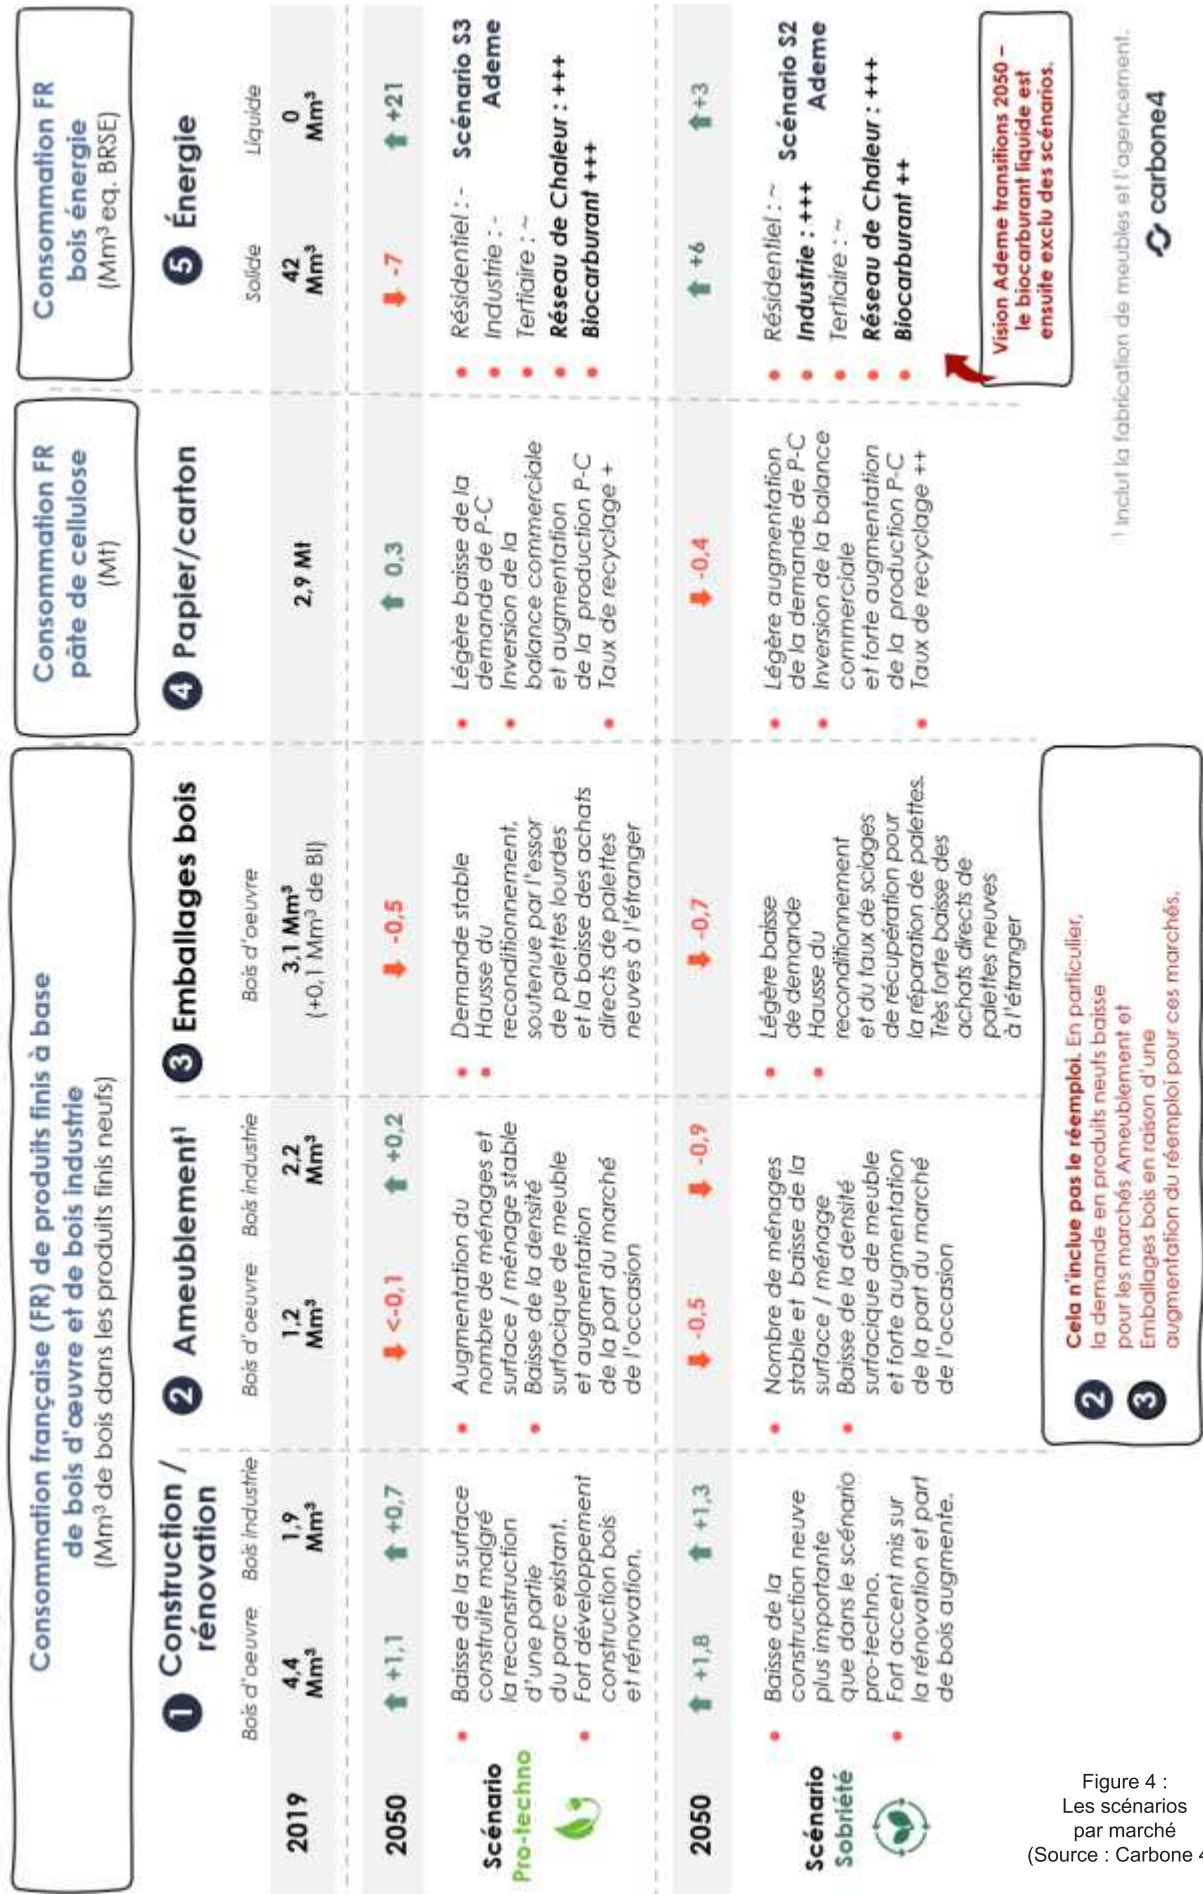 Consommation française (FR) de produits finis à base
de bois d'œuvre et de bois industrie
(Mm³ de bois dans les produits finis neufs)
Consommation FR
pâte de cellulose
(Mt)
Consommation FR
bois énergie
(Mm³ eq. BRSE)
1 Construction /
rénovation
2 Ameublement¹
3 Emballages bois
4 Papier/carton
5 Énergie
Bois d'oeuvre Bois industrie
Bois d'oeuvre Bois industrie
Bois d'oeuvre
Solide Liquide
2019
4,4
Mm³
1,9
Mm³
1,2
Mm³
2,2
Mm³
3,1 Mm³
(+0,1 Mm³ de BI)
2,9 Mt
42
Mm³
0
Mm³
2050
+1,1
+0,7
<-0,1
+0,2
-0,5
0,3
-7
+21
Scénario
Pro-techno
• Baisse de la surface
construite malgré
la reconstruction
d'une partie
du parc existant.
• Fort développement
construction bois
et rénovation.
• Augmentation du
nombre de ménages et
surface / ménage stable
• Baisse de la densité
surfacique de meuble
et augmentation
de la part du marché
de l'occasion
• Demande stable
• Hausse du
reconditionnement,
soutenue par l'essor
de palettes lourdes
et la baisse des achats
directs de palettes
neuves à l'étranger
• Légère baisse de la
demande de P-C
• Inversion de la
balance commerciale
et augmentation
de la production P-C
• Taux de recyclage +
• Résidentiel : -
• Industrie : -
• Tertiaire : ~
• Réseau de Chaleur : +++
• Biocarburant +++
Scénario S3
Ademe
2050
+1,8
+1,3
-0,5
-0,9
-0,7
-0,4
+6
+3
Scénario
Sobriété
• Baisse de la
construction neuve
plus importante
que dans le scénario
pro-techno.
• Fort accent mis sur
la rénovation et part
de bois augmente.
• Nombre de ménages
stable et baisse de la
surface / ménage
• Baisse de la densité
surfacique de meuble
et forte augmentation
de la part du marché
de l'occasion
• Légère baisse
de demande
• Hausse du
reconditionnement
et du taux de sciages
de récupération pour
la réparation de palettes.
Très forte baisse des
achats directs de
palettes neuves
à l'étranger
• Légère augmentation
de la demande de P-C
• Inversion de la balance
commerciale
et forte augmentation
de la production P-C
• Taux de recyclage ++
• Résidentiel : ~
• Industrie : +++
• Tertiaire : ~
• Réseau de Chaleur : +++
• Biocarburant ++
Scénario S2
Ademe
2
3
Cela n'inclue pas le réemploi. En particulier,
la demande en produits neufs baisse
pour les marchés Ameublement et
Emballages bois en raison d'une
augmentation du réemploi pour ces marchés.
Vision Ademe transitions 2050 –
le biocarburant liquide est
ensuite exclu des scénarios.
¹ Inclut la fabrication de meubles et l'agencement.
carbone4
Figure 4 :
Les scénarios
par marché
(Source : Carbone 4